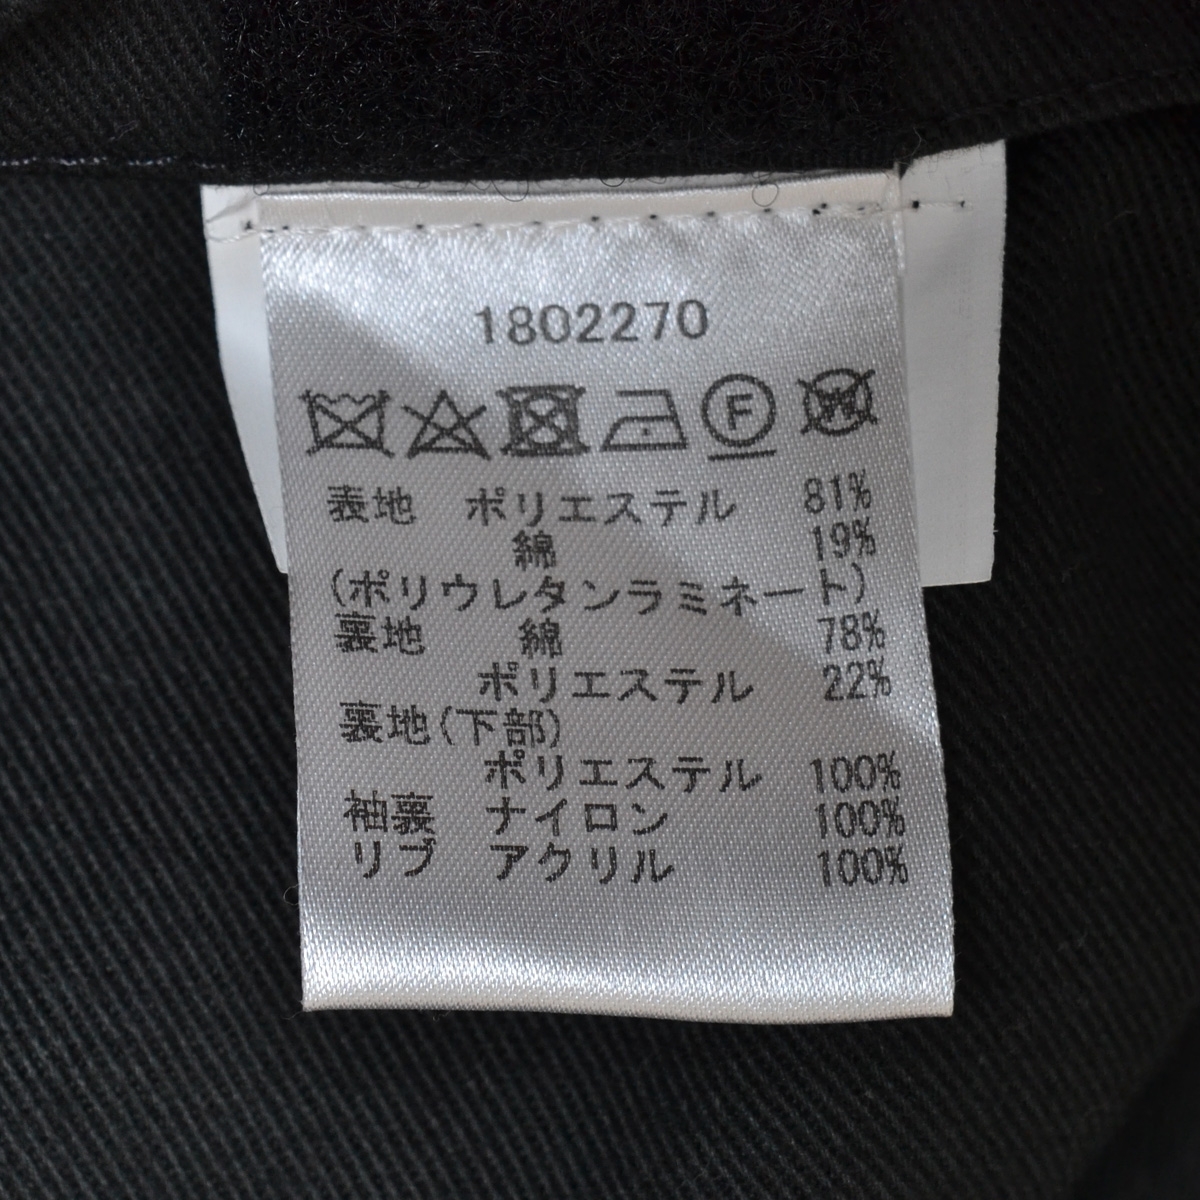 1802270
F W
表地 ポリエステル 81%
綿 19%
(ポリウレタンラミネート)
裏地 綿 78%
ポリエステル 22%
裏地(下部)
ポリエステル 100%
袖裏 ナイロン 100%
リブ アクリル 100%